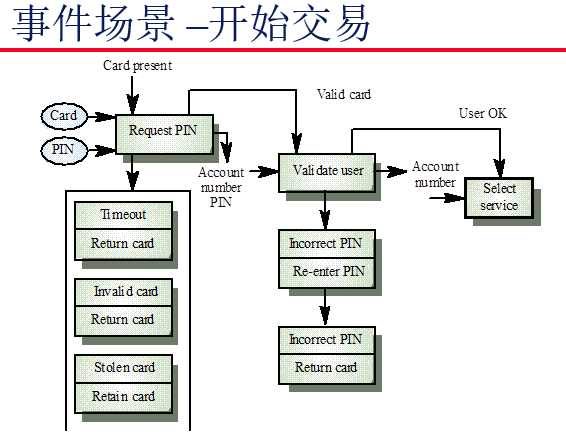 事件场景 –开始交易
Card present
Card
PIN
Request PIN
Valid card
User OK
Account
number
PIN
Validate user
Account
number
Select
service
Timeout
Return card
Invalid card
Return card
Stolen card
Retain card
Incorrect PIN
Re-enter PIN
Incorrect PIN
Return card